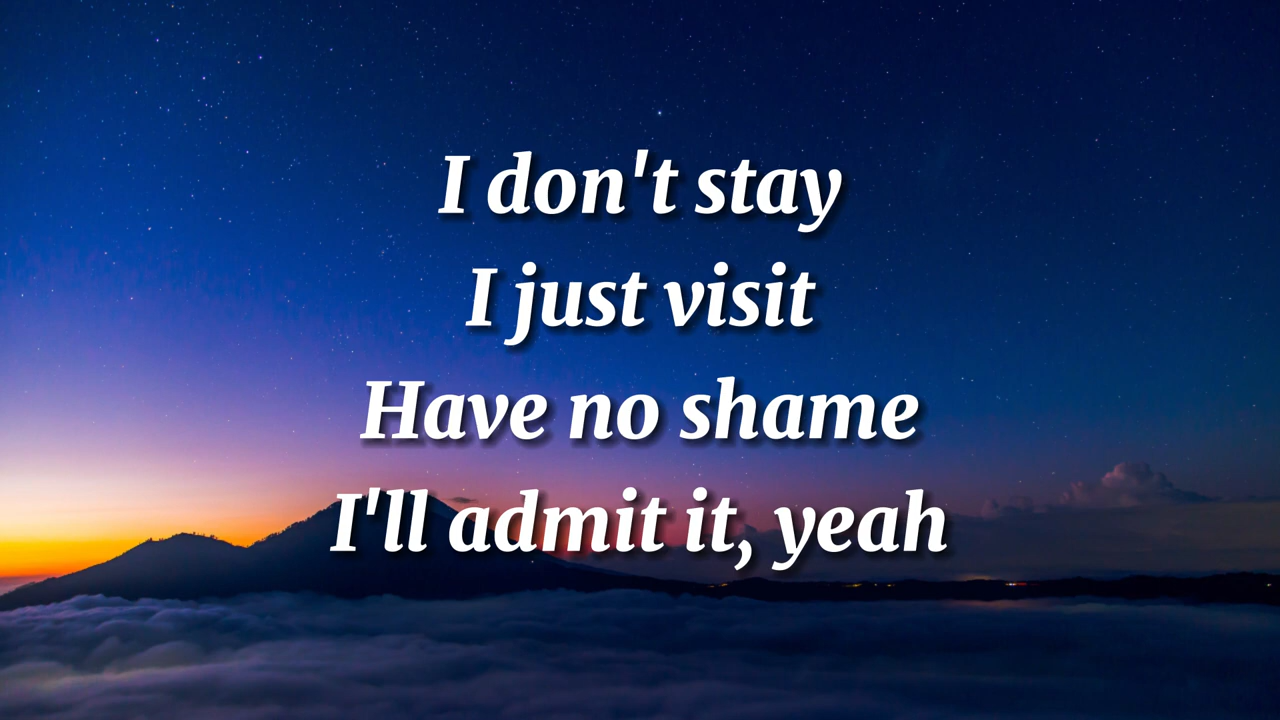 I don't stay
I just visit
Have no shame
I'll admit it, yeah